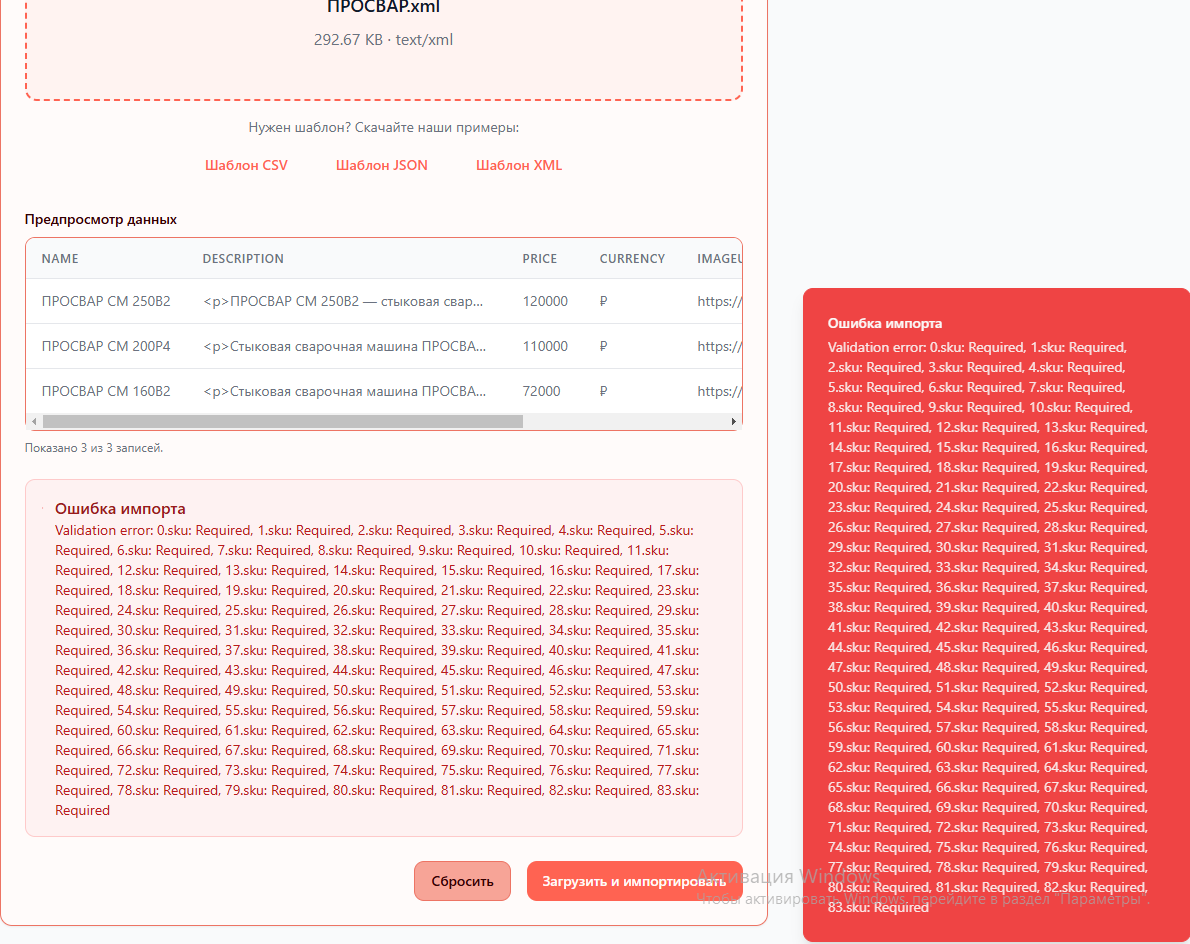 ПРОСВАР.xml
292.67 KB · text/xml
Нужен шаблон? Скачайте наши примеры:
Шаблон CSV Шаблон JSON Шаблон XML
Предпросмотр данных
NAME DESCRIPTION PRICE CURRENCY IMAGEU
ПРОСВАР СМ 250В2 <p>ПРОСВАР СМ 250В2 — стыковая свар... 120000 ₽ https://
ПРОСВАР СМ 200Р4 <p>Стыковая сварочная машина ПРОСВА... 110000 ₽ https://
ПРОСВАР СМ 160В2 <p>Стыковая сварочная машина ПРОСВА... 72000 ₽ https://
Показано 3 из 3 записей.
Ошибка импорта
Validation error: 0.sku: Required, 1.sku: Required, 2.sku: Required, 3.sku: Required, 4.sku: Required, 5.sku:
Required, 6.sku: Required, 7.sku: Required, 8.sku: Required, 9.sku: Required, 10.sku: Required, 11.sku:
Required, 12.sku: Required, 13.sku: Required, 14.sku: Required, 15.sku: Required, 16.sku: Required, 17.sku:
Required, 18.sku: Required, 19.sku: Required, 20.sku: Required, 21.sku: Required, 22.sku: Required, 23.sku:
Required, 24.sku: Required, 25.sku: Required, 26.sku: Required, 27.sku: Required, 28.sku: Required, 29.sku:
Required, 30.sku: Required, 31.sku: Required, 32.sku: Required, 33.sku: Required, 34.sku: Required, 35.sku:
Required, 36.sku: Required, 37.sku: Required, 38.sku: Required, 39.sku: Required, 40.sku: Required, 41.sku:
Required, 42.sku: Required, 43.sku: Required, 44.sku: Required, 45.sku: Required, 46.sku: Required, 47.sku:
Required, 48.sku: Required, 49.sku: Required, 50.sku: Required, 51.sku: Required, 52.sku: Required, 53.sku:
Required, 54.sku: Required, 55.sku: Required, 56.sku: Required, 57.sku: Required, 58.sku: Required, 59.sku:
Required, 60.sku: Required, 61.sku: Required, 62.sku: Required, 63.sku: Required, 64.sku: Required, 65.sku:
Required, 66.sku: Required, 67.sku: Required, 68.sku: Required, 69.sku: Required, 70.sku: Required, 71.sku:
Required, 72.sku: Required, 73.sku: Required, 74.sku: Required, 75.sku: Required, 76.sku: Required, 77.sku:
Required, 78.sku: Required, 79.sku: Required, 80.sku: Required, 81.sku: Required, 82.sku: Required, 83.sku:
Required
Сбросить Загрузить и импортировать
Ошибка импорта
Validation error: 0.sku: Required, 1.sku: Required,
2.sku: Required, 3.sku: Required, 4.sku: Required,
5.sku: Required, 6.sku: Required, 7.sku: Required,
8.sku: Required, 9.sku: Required, 10.sku: Required,
11.sku: Required, 12.sku: Required, 13.sku: Required,
14.sku: Required, 15.sku: Required, 16.sku: Required,
17.sku: Required, 18.sku: Required, 19.sku: Required,
20.sku: Required, 21.sku: Required, 22.sku: Required,
23.sku: Required, 24.sku: Required, 25.sku: Required,
26.sku: Required, 27.sku: Required, 28.sku: Required,
29.sku: Required, 30.sku: Required, 31.sku: Required,
32.sku: Required, 33.sku: Required, 34.sku: Required,
35.sku: Required, 36.sku: Required, 37.sku: Required,
38.sku: Required, 39.sku: Required, 40.sku: Required,
41.sku: Required, 42.sku: Required, 43.sku: Required,
44.sku: Required, 45.sku: Required, 46.sku: Required,
47.sku: Required, 48.sku: Required, 49.sku: Required,
50.sku: Required, 51.sku: Required, 52.sku: Required,
53.sku: Required, 54.sku: Required, 55.sku: Required,
56.sku: Required, 57.sku: Required, 58.sku: Required,
59.sku: Required, 60.sku: Required, 61.sku: Required,
62.sku: Required, 63.sku: Required, 64.sku: Required,
65.sku: Required, 66.sku: Required, 67.sku: Required,
68.sku: Required, 69.sku: Required, 70.sku: Required,
71.sku: Required, 72.sku: Required, 73.sku: Required,
74.sku: Required, 75.sku: Required, 76.sku: Required,
77.sku: Required, 78.sku: Required, 79.sku: Required,
80.sku: Required, 81.sku: Required, 82.sku: Required,
83.sku: Required
Активация Windows
Чтобы активировать Windows, перейдите в раздел "Параметры".